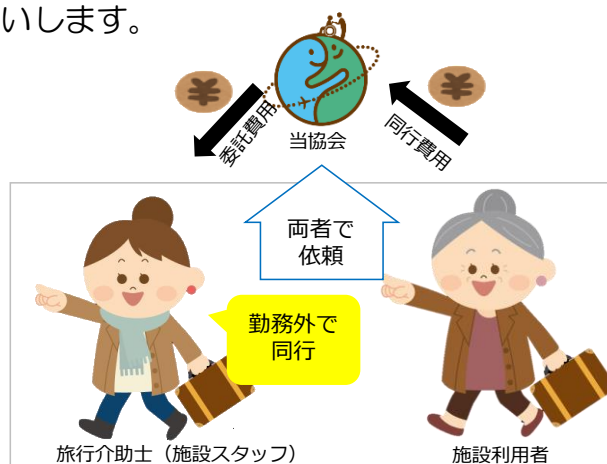 いします。
¥
¥
委託費用
同行費用
当協会
両者で
依頼
勤務外で
同行
旅行介助士（施設スタッフ）
施設利用者